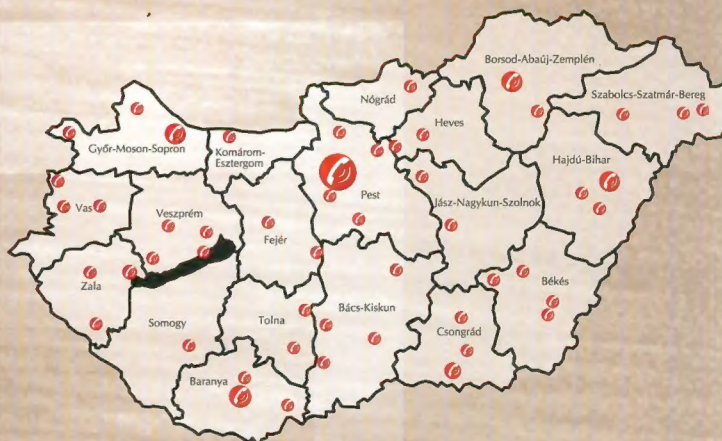 Borsod-Abaúj-Zemplén
Szabolcs-Szatmár-Bereg
Nógrád
Heves
Győr-Moson-Sopron
Komárom-
Esztergom
Hajdú-Bihar
Pest
Jász-Nagykun-Szolnok
Vas
Veszprém
Fejér
Zala
Békés
Somogy
Tolna
Bács-Kiskun
Csongrád
Baranya